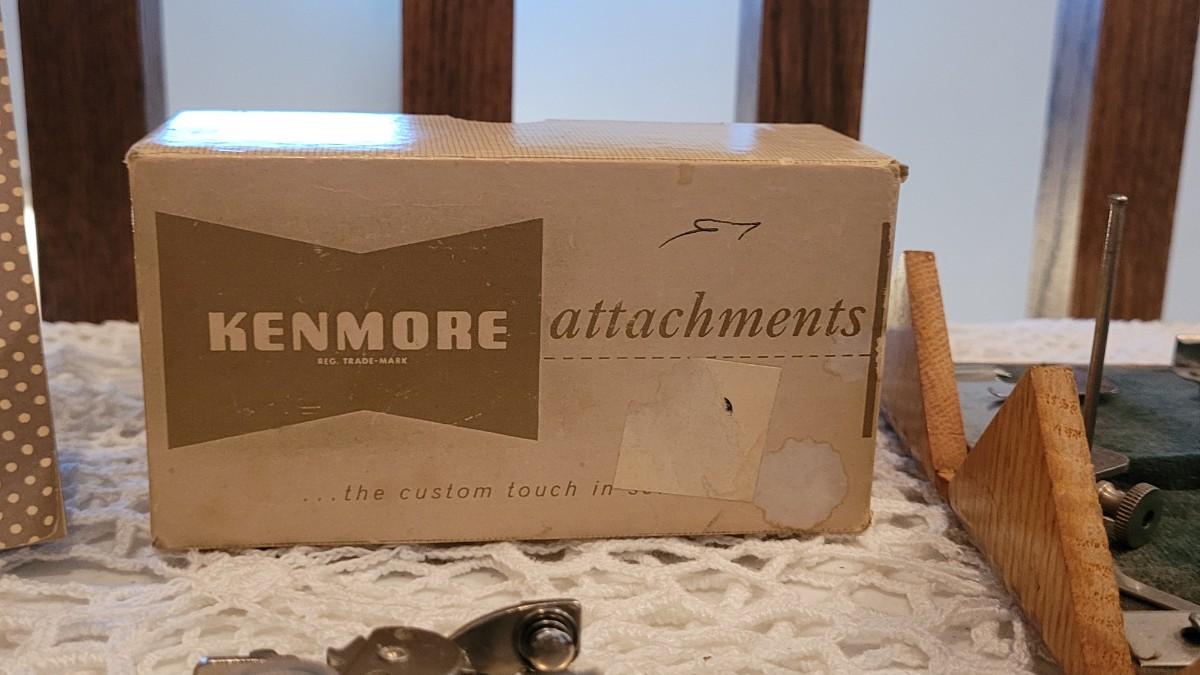 KENMORE
REG. TRADE-MARK
attachments
...the custom touch in